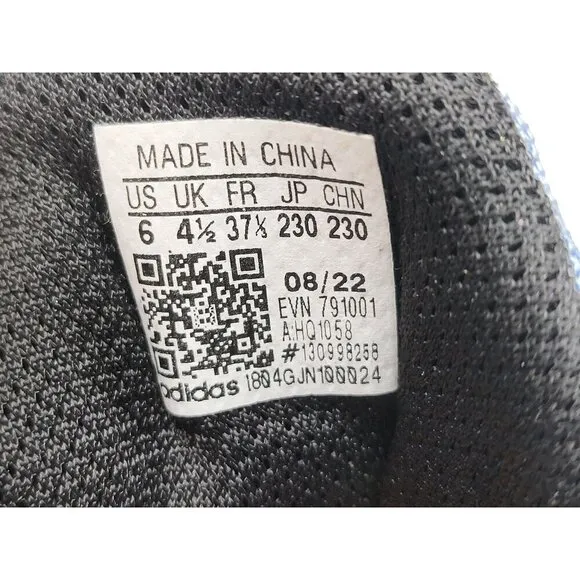 MADE IN CHINA
US UK FR JP CHN
6 4½ 37⅓ 230 230
08/22
EVN 791001
A:HQ1058
#130998258
adidas 1804GJN100024